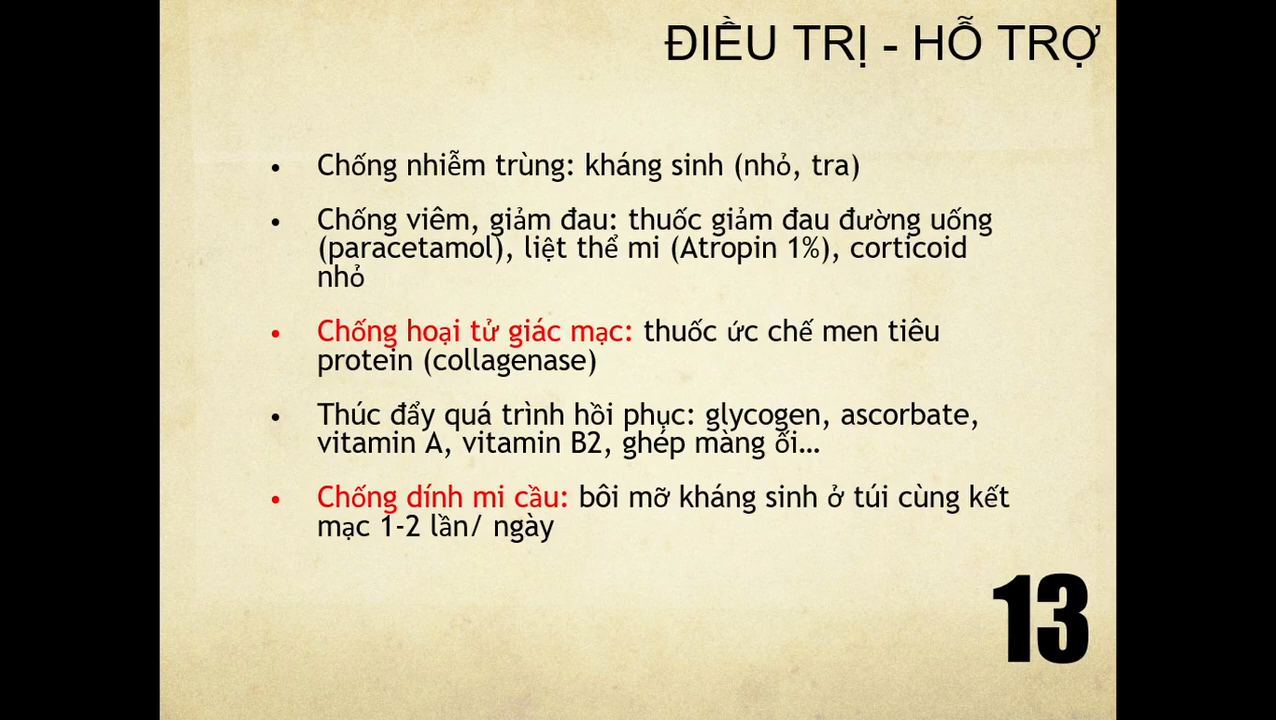 ĐIỀU TRỊ - HỖ TRỢ
• Chống nhiễm trùng: kháng sinh (nhỏ, tra)
• Chống viêm, giảm đau: thuốc giảm đau đường uống
(paracetamol), liệt thể mi (Atropin 1%), corticoid
nhỏ
• Chống hoại tử giác mạc: thuốc ức chế men tiêu
protein (collagenase)
• Thúc đẩy quá trình hồi phục: glycogen, ascorbate,
vitamin A, vitamin B2, ghép màng ối…
• Chống dính mi cầu: bôi mỡ kháng sinh ở túi cùng kết
mạc 1-2 lần/ ngày
13